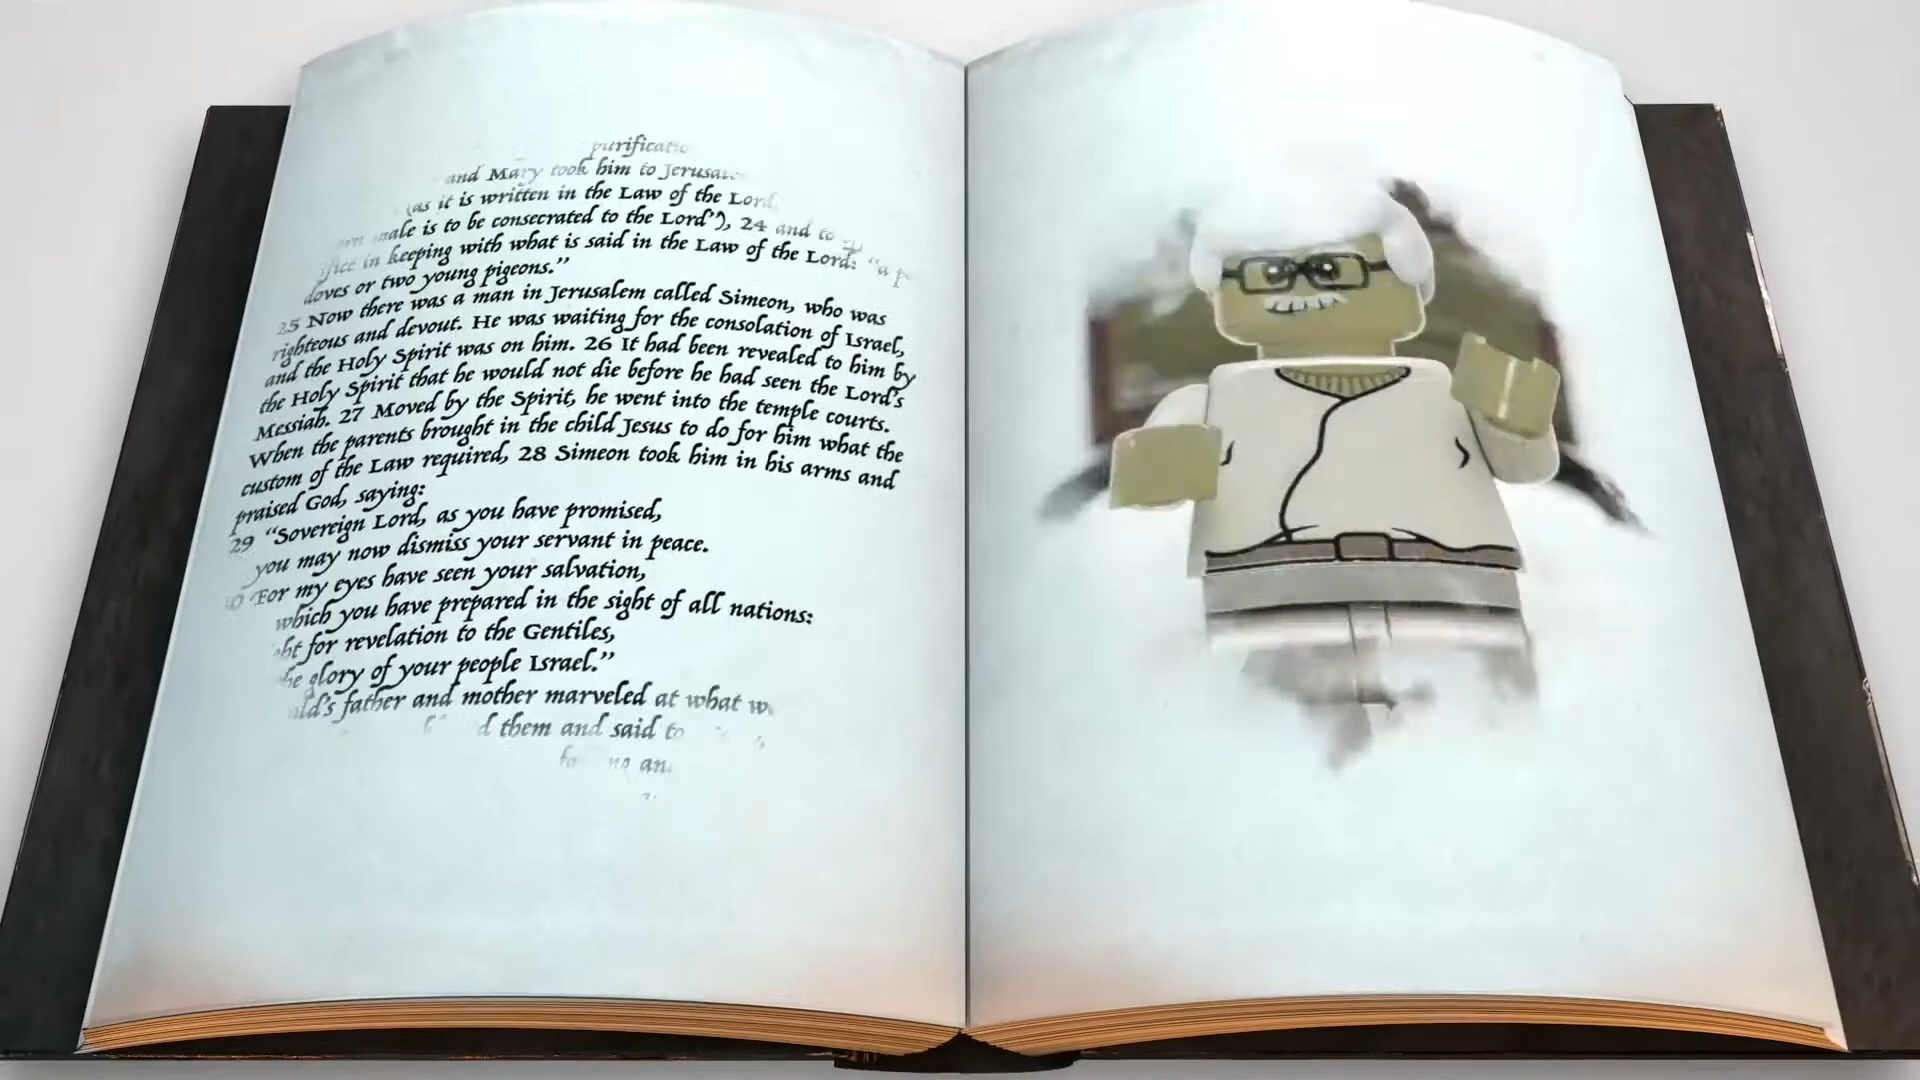 purificatio
and Mary took him to Jerusale
(as it is written in the Law of the Lord,
male is to be consecrated to the Lord”), 24 and to
in keeping with what is said in the Law of the Lord: “a p
doves or two young pigeons.”
25 Now there was a man in Jerusalem called Simeon, who was
righteous and devout. He was waiting for the consolation of Israel,
and the Holy Spirit was on him. 26 It had been revealed to him by
the Holy Spirit that he would not die before he had seen the Lord’s
Messiah. 27 Moved by the Spirit, he went into the temple courts.
When the parents brought in the child Jesus to do for him what the
custom of the Law required, 28 Simeon took him in his arms and
praised God, saying:
29 “Sovereign Lord, as you have promised,
you may now dismiss your servant in peace.
For my eyes have seen your salvation,
which you have prepared in the sight of all nations:
for revelation to the Gentiles,
glory of your people Israel.”
father and mother marveled at what
them and said to